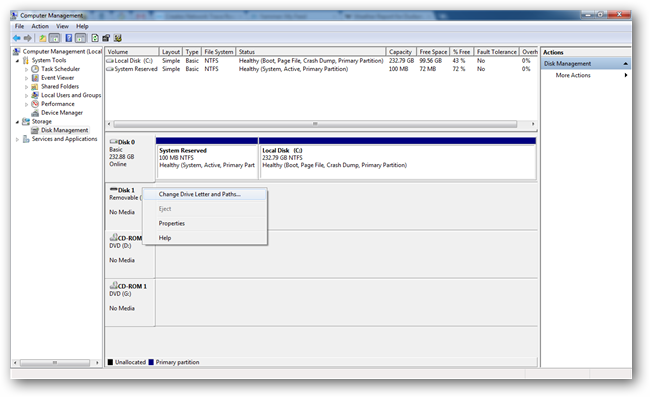 Computer Management
File Action View Help
Computer Management (Local
System Tools
Task Scheduler
Event Viewer
Shared Folders
Local Users and Groups
Performance
Device Manager
Storage
Disk Management
Services and Applications
Volume Layout Type File System Status Capacity Free Space % Free Fault Tolerance Overh
Local Disk (C:) Simple Basic NTFS Healthy (Boot, Page File, Crash Dump, Primary Partition) 232.79 GB 99.56 GB 43 % No 0%
System Reserved Simple Basic NTFS Healthy (System, Active, Primary Partition) 100 MB 72 MB 72 % No 0%
Disk 0
Basic
232.88 GB
Online
System Reserved
100 MB NTFS
Healthy (System, Active, Primary Part
Local Disk (C:)
232.79 GB NTFS
Healthy (Boot, Page File, Crash Dump, Primary Partition)
Disk 1
Removable (
No Media
Change Drive Letter and Paths...
Eject
Properties
Help
CD-ROM
DVD (D:)
No Media
CD-ROM 1
DVD (G:)
No Media
Unallocated Primary partition
Actions
Disk Management
More Actions